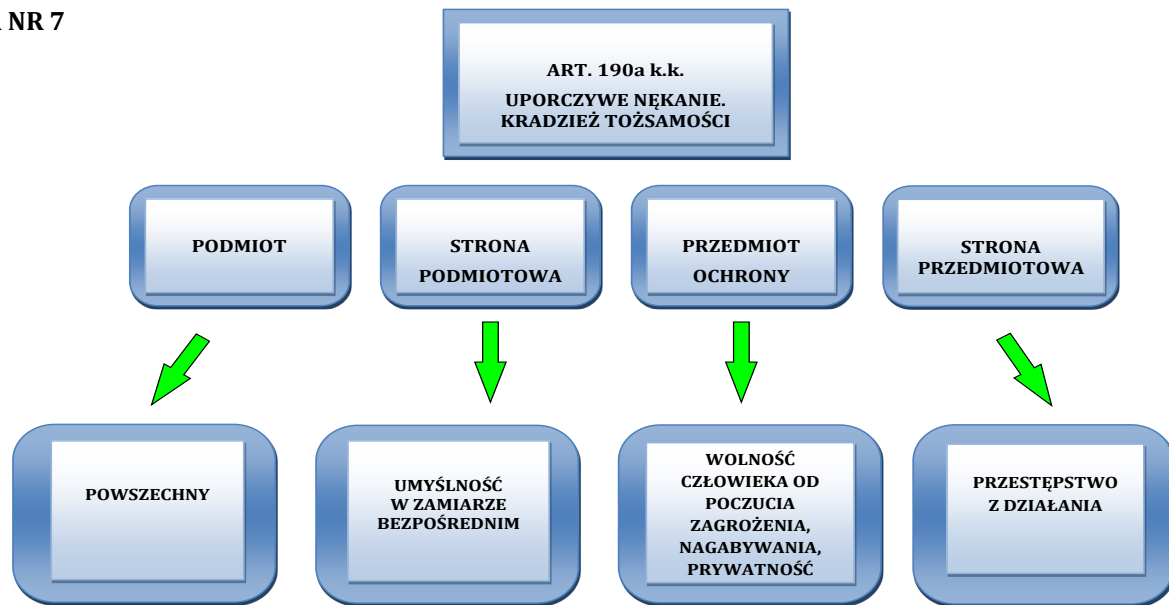 NR 7
ART. 190a k.k.
UPORCZYWE NĘKANIE.
KRADZIEŻ TOŻSAMOŚCI
PODMIOT
STRONA
PODMIOTOWA
PRZEDMIOT
OCHRONY
STRONA
PRZEDMIOTOWA
POWSZECHNY
UMYŚLNOŚĆ
W ZAMIARZE
BEZPOŚREDNIM
WOLNOŚĆ
CZŁOWIEKA OD
POCZUCIA
ZAGROŻENIA,
NAGABYWANIA,
PRYWATNOŚĆ
PRZESTĘPSTWO
Z DZIAŁANIA